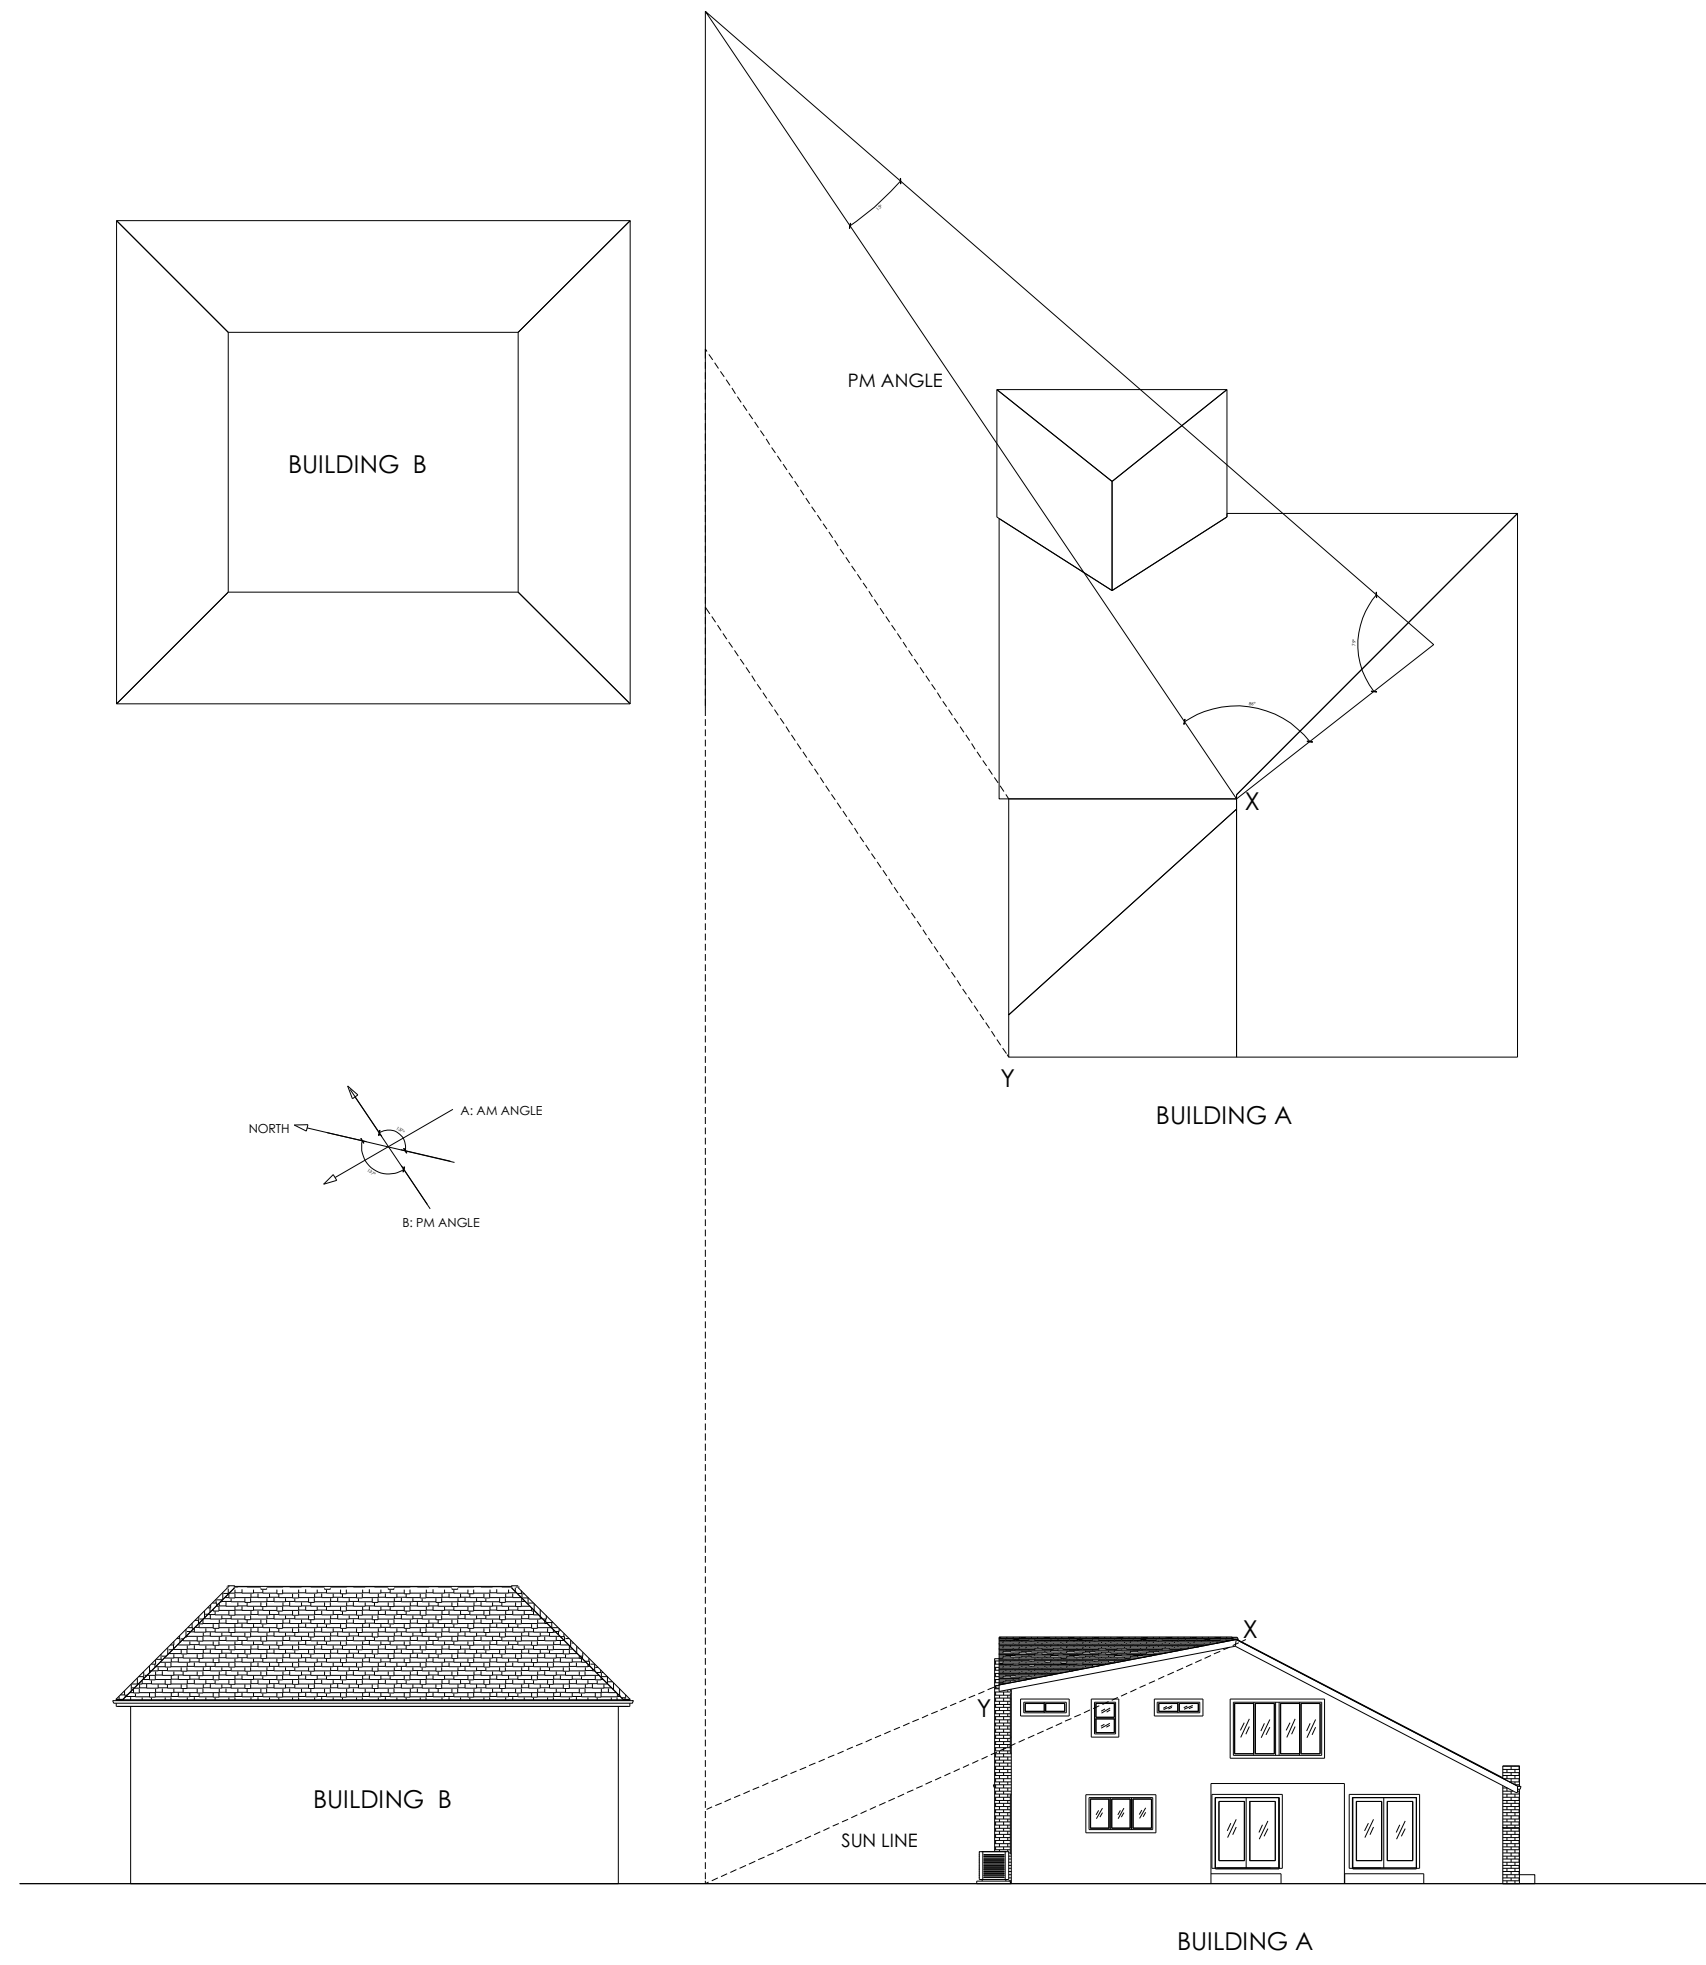 PM ANGLE
BUILDING  B
X
Y
BUILDING A
A: AM ANGLE
NORTH
B: PM ANGLE
X
Y
BUILDING  B
SUN LINE
BUILDING A